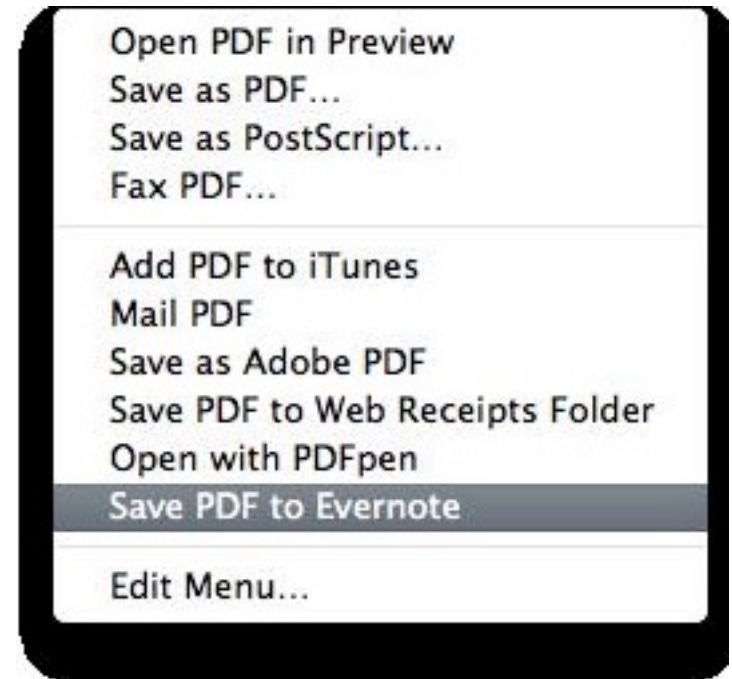 Open PDF in Preview
Save as PDF...
Save as PostScript...
Fax PDF...
Add PDF to iTunes
Mail PDF
Save as Adobe PDF
Save PDF to Web Receipts Folder
Open with PDFpen
Save PDF to Evernote
Edit Menu...